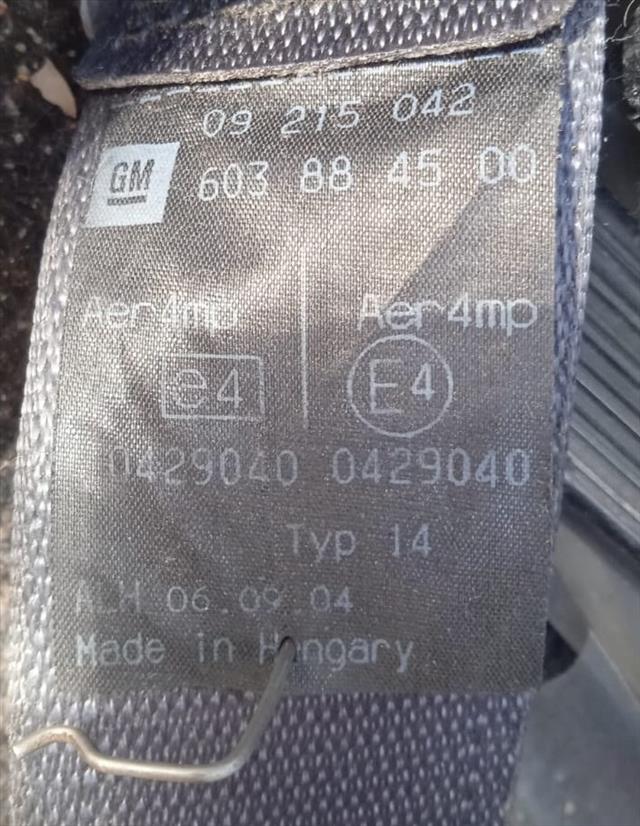 09 215 042
GM 603 88 45 00
Aer4mp Aer4mp
e4 E4
0429040 0429040
Typ 14
ALH 06.09.04
Made in Hungary